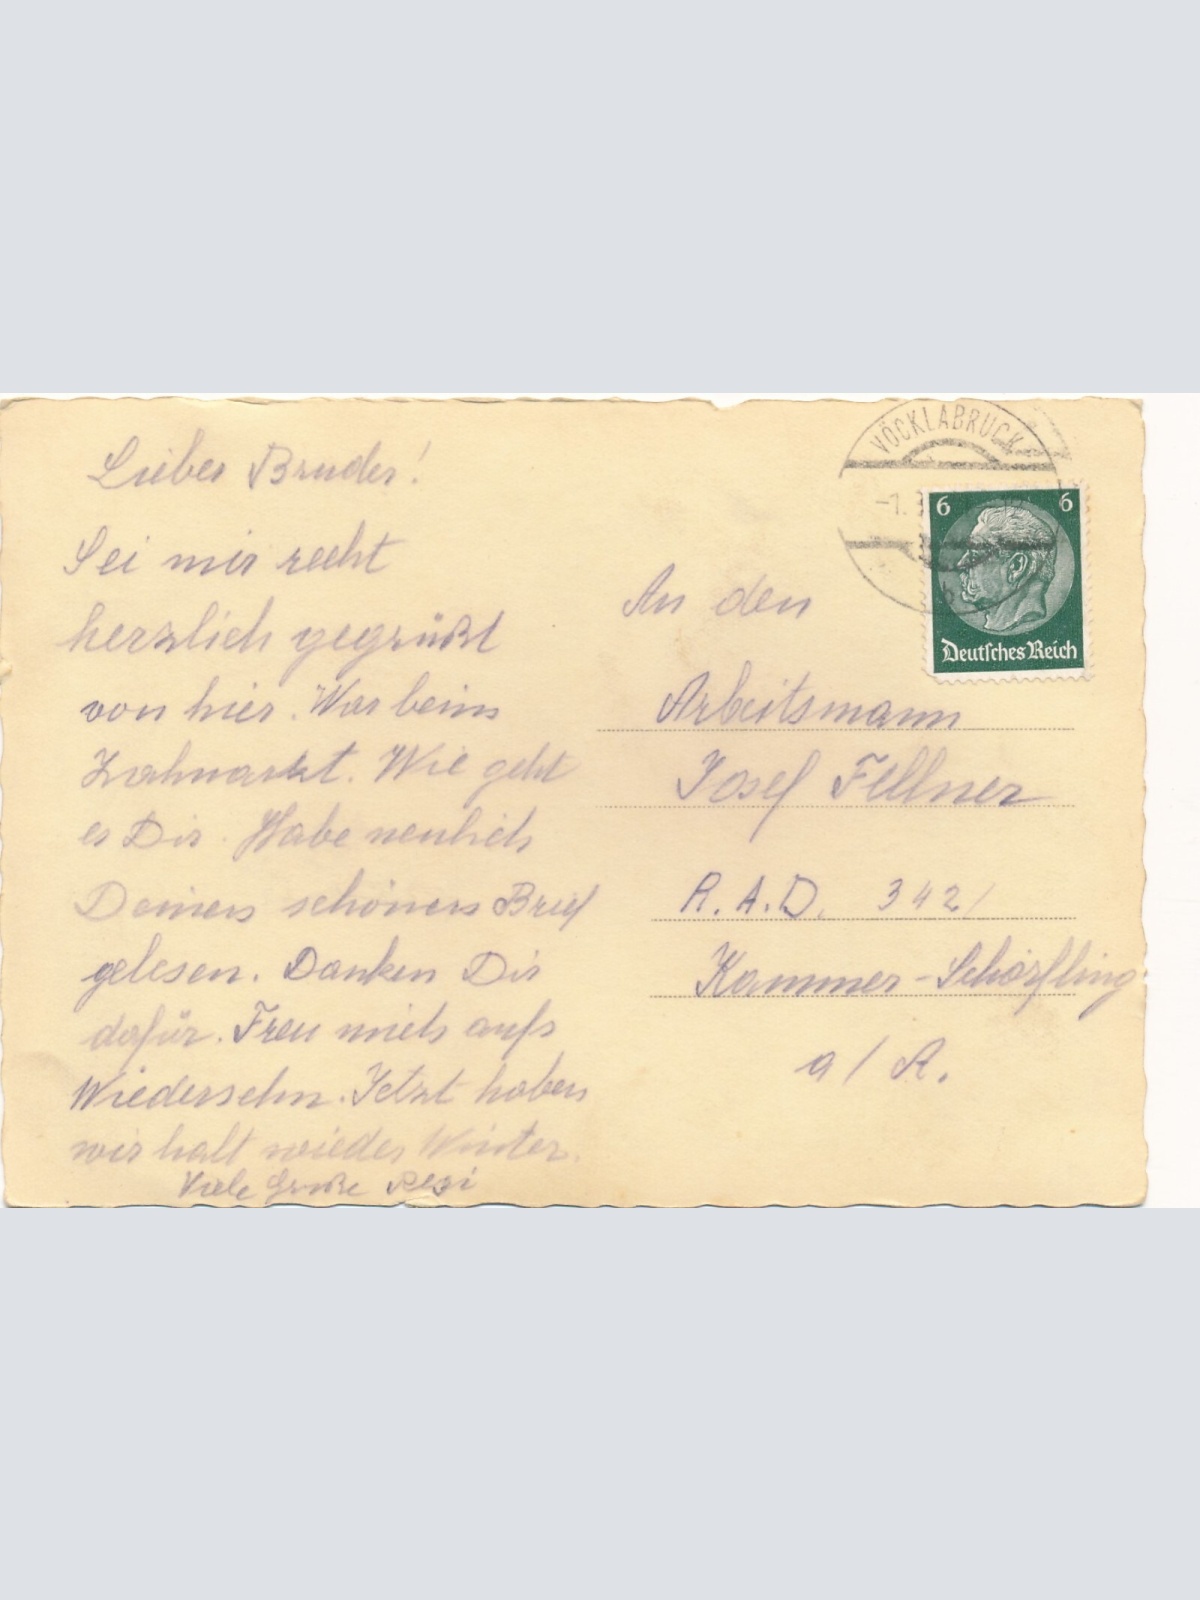 Lieber Bruder!
Sei mir recht
herzlich gegrüßt
von hier. War beim
Zahnarzt. Wie geht
es Dir. Habe neulich
Deinen schönen Brief
gelesen. Danken Dir
dafür. Freu mich aufs
Wiedersehn. Jetzt haben
wir halt wieder Winter.
Viele Grüße Resi
VÖCKLABRUCK
-1.
6 6
Deutsches Reich
An den
Arbeitsmann
Josef Fellner
R.A.D. 342/
Kammer-Schörfling
a/A.